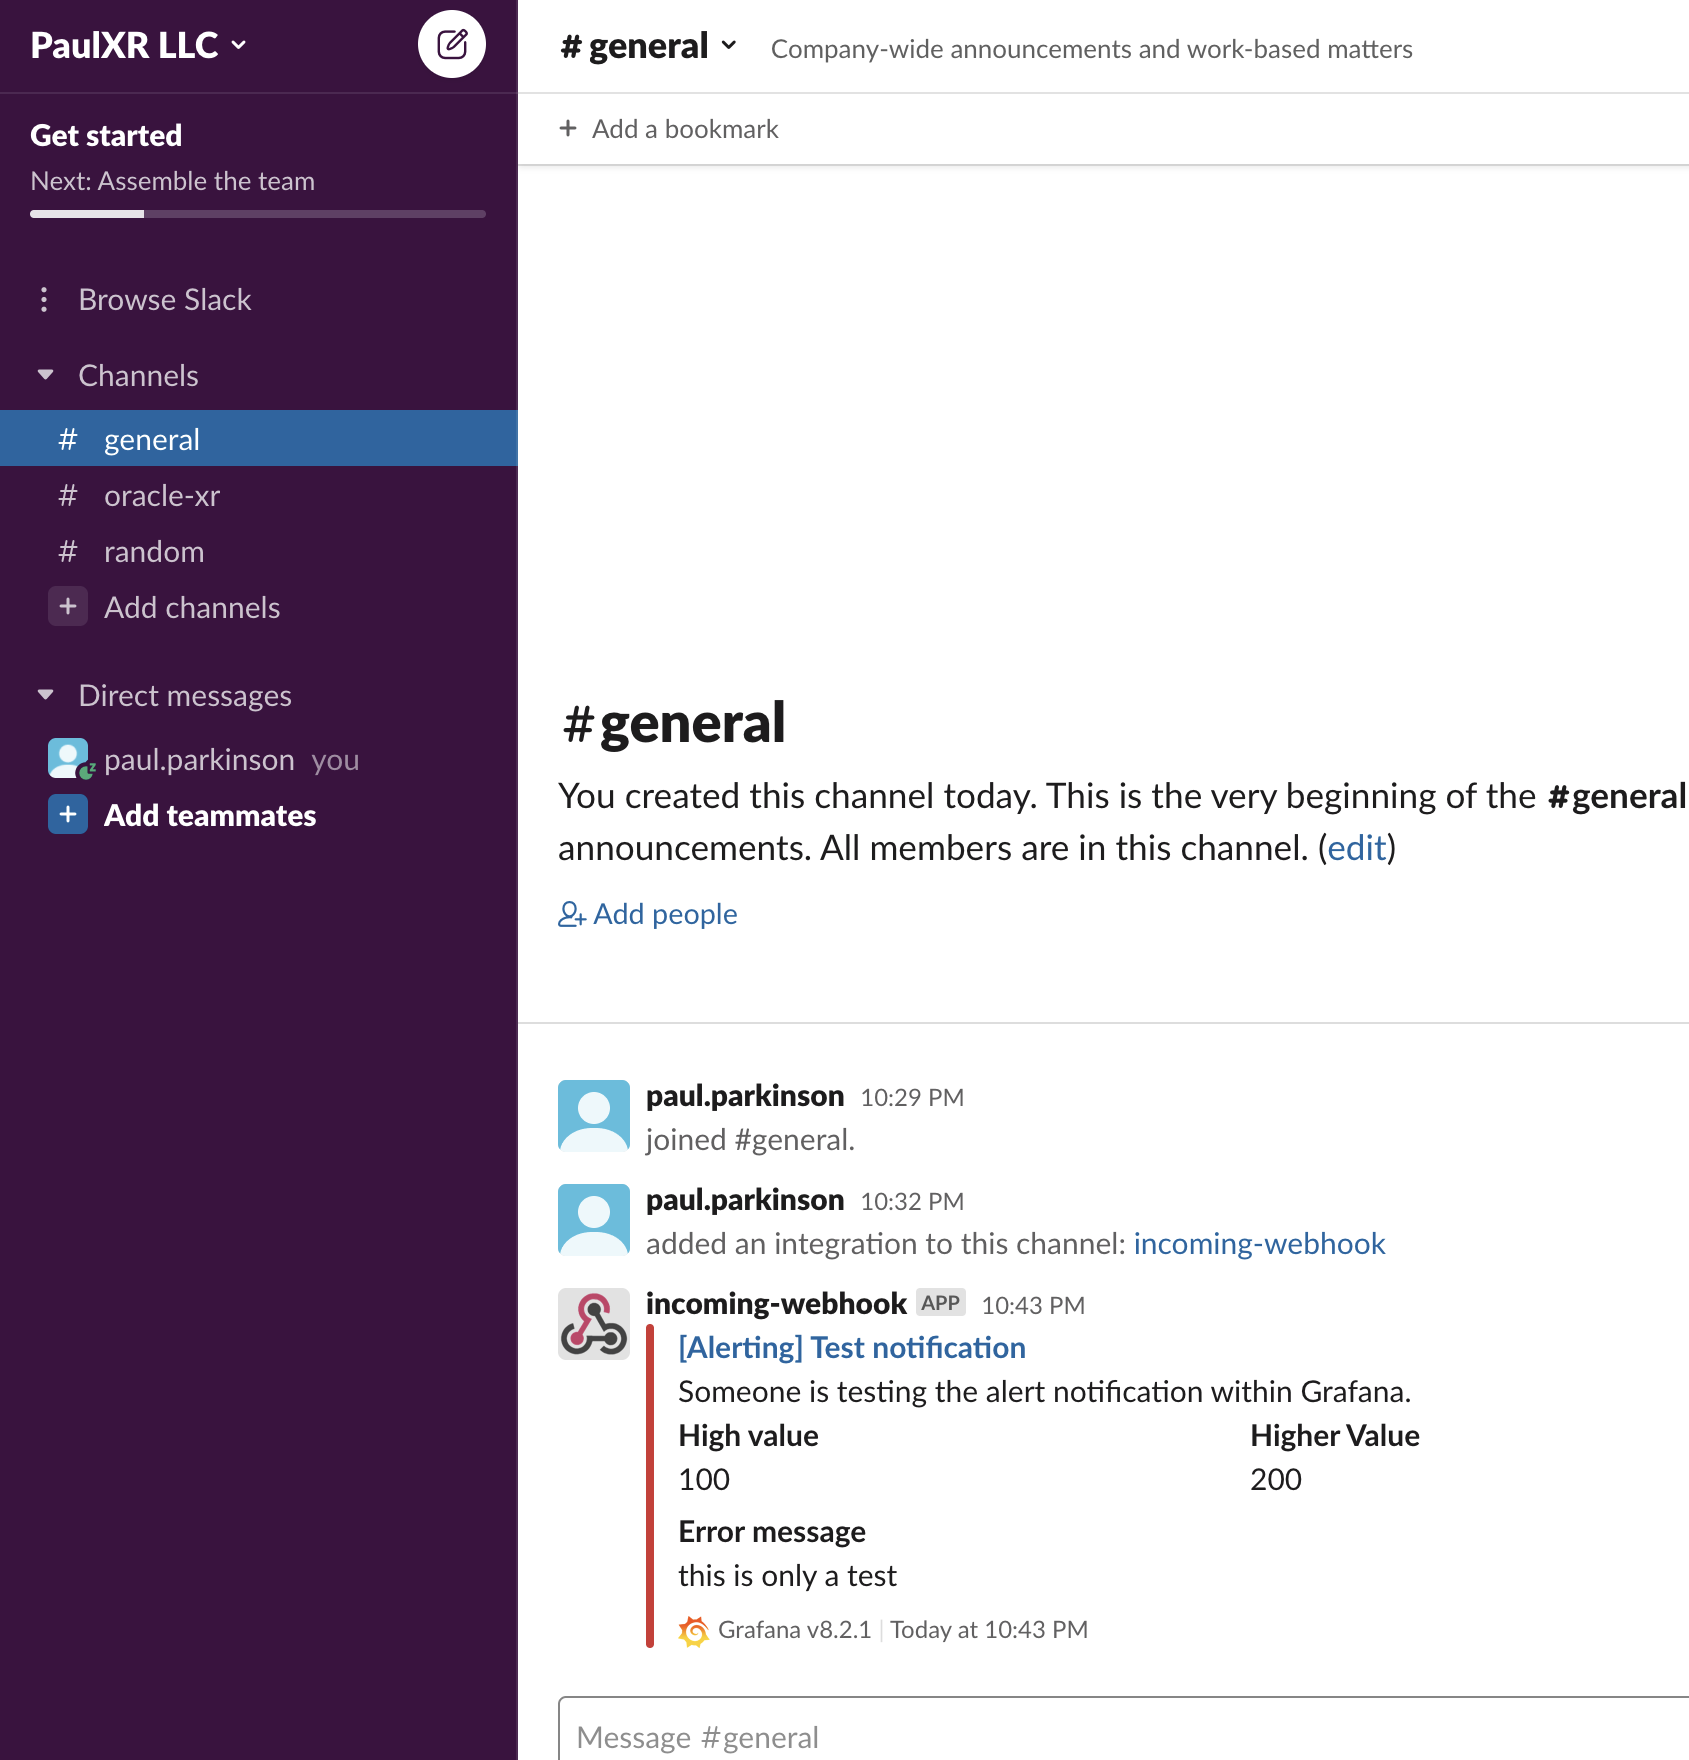 PaulXR LLC
Get started
Next: Assemble the team
Browse Slack
Channels
# general
# oracle-xr
# random
+ Add channels
Direct messages
paul.parkinson you
+ Add teammates
# general Company-wide announcements and work-based matters
+ Add a bookmark
#general
You created this channel today. This is the very beginning of the #general
announcements. All members are in this channel. (edit)
Add people
paul.parkinson 10:29 PM
joined #general.
paul.parkinson 10:32 PM
added an integration to this channel: incoming-webhook
incoming-webhook APP 10:43 PM
[Alerting] Test notification
Someone is testing the alert notification within Grafana.
High value Higher Value
100 200
Error message
this is only a test
Grafana v8.2.1 | Today at 10:43 PM
Message #general